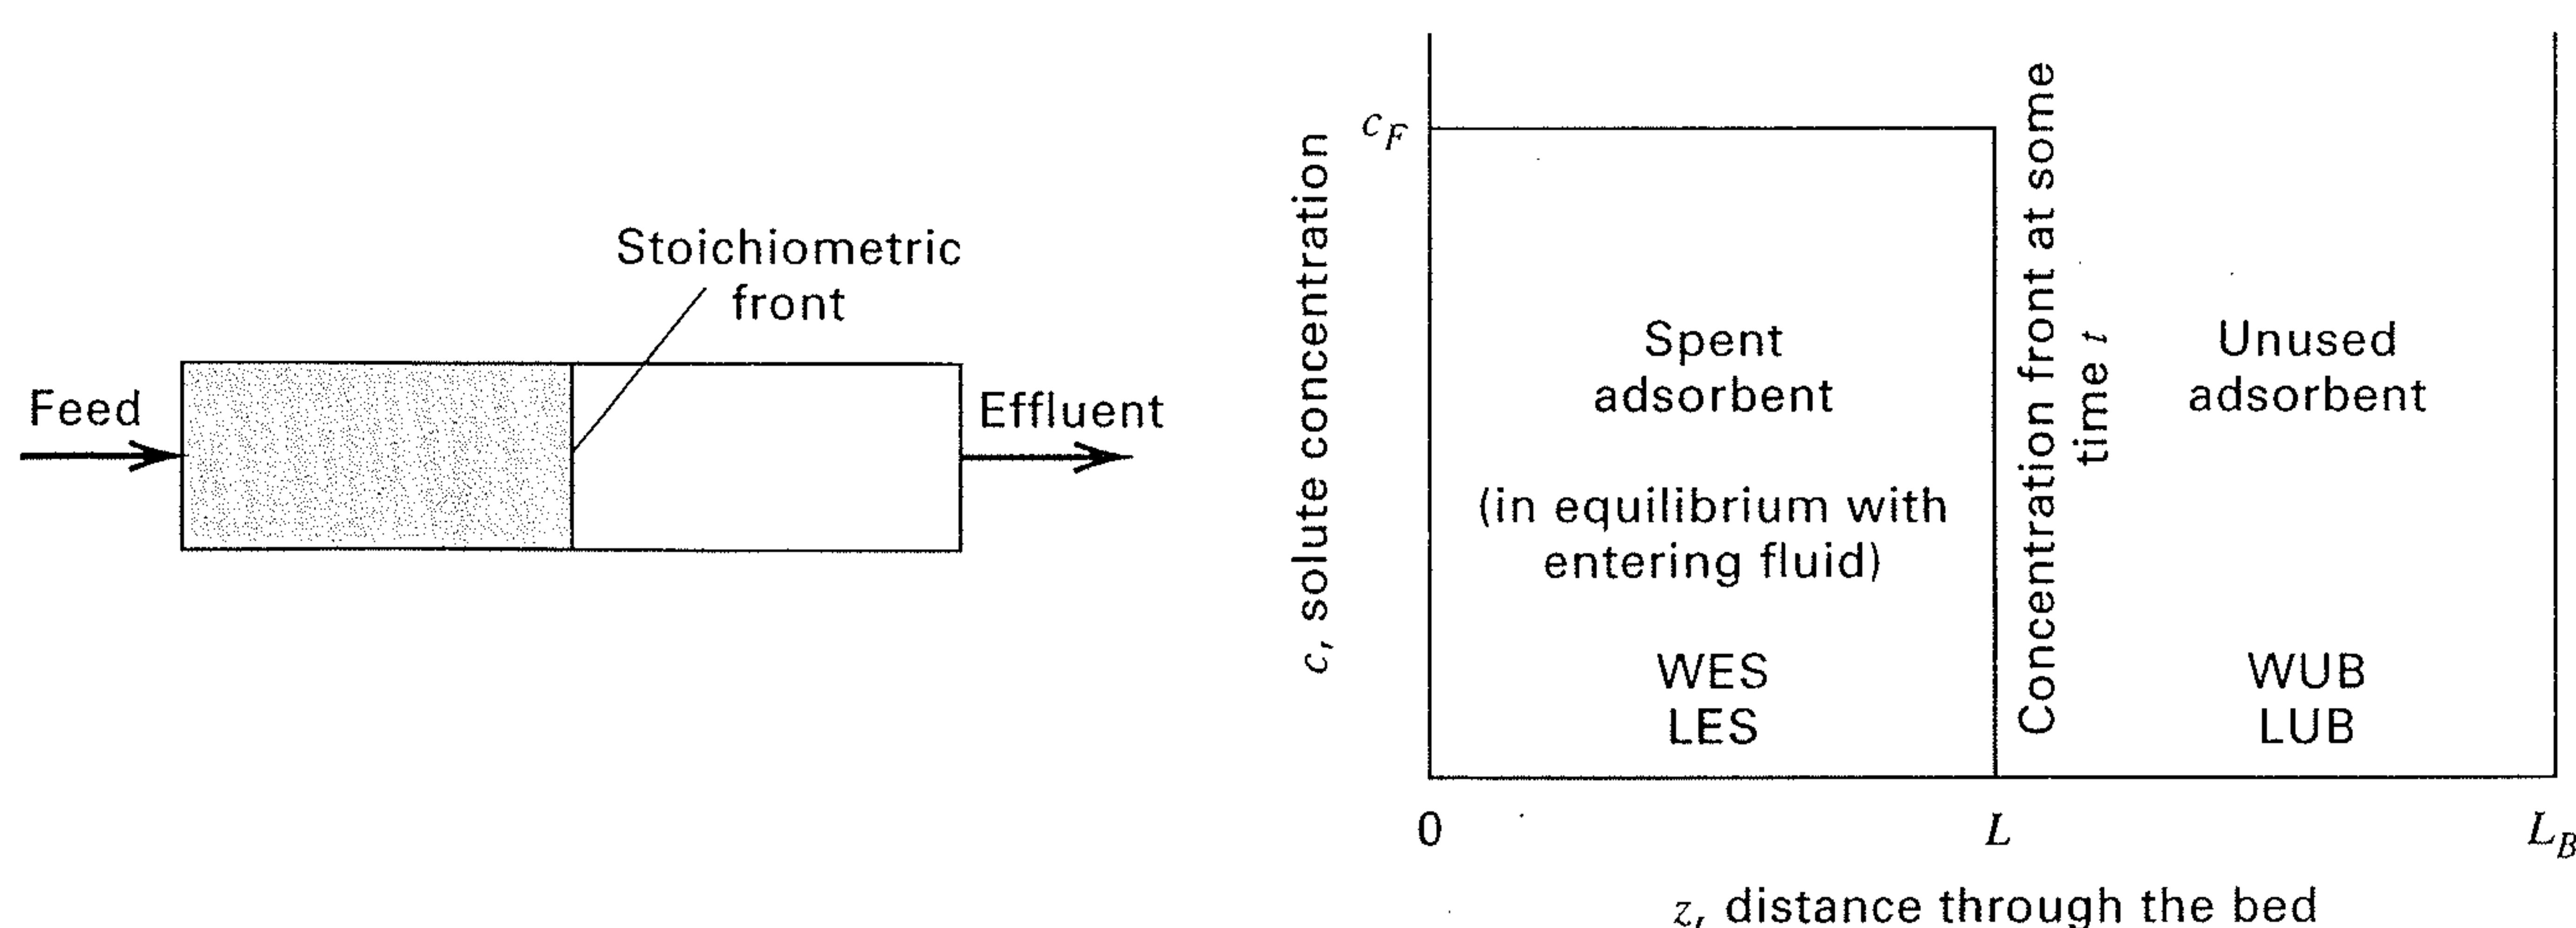 Stoichiometric
front
Feed
Effluent
c, solute concentration
c_F
Spent
adsorbent
(in equilibrium with
entering fluid)
WES
LES
Concentration front at some
time t
Unused
adsorbent
WUB
LUB
0
L
L_B
z, distance through the bed